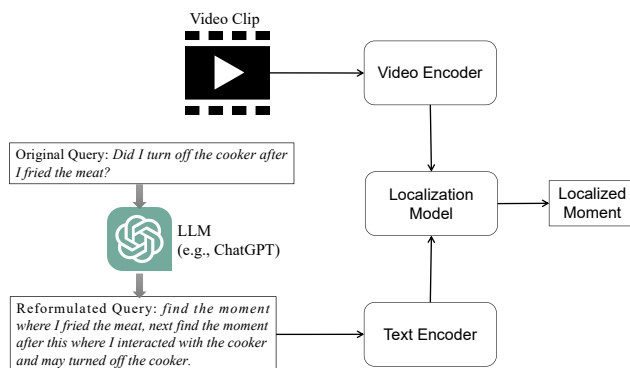 Video Clip
Video Encoder
Original Query: Did I turn off the cooker after
I fried the meat?
LLM
(e.g., ChatGPT)
Localization
Model
Localized
Moment
Reformulated Query: find the moment
where I fried the meat, next find the moment
after this where I interacted with the cooker
and may turned off the cooker.
Text Encoder